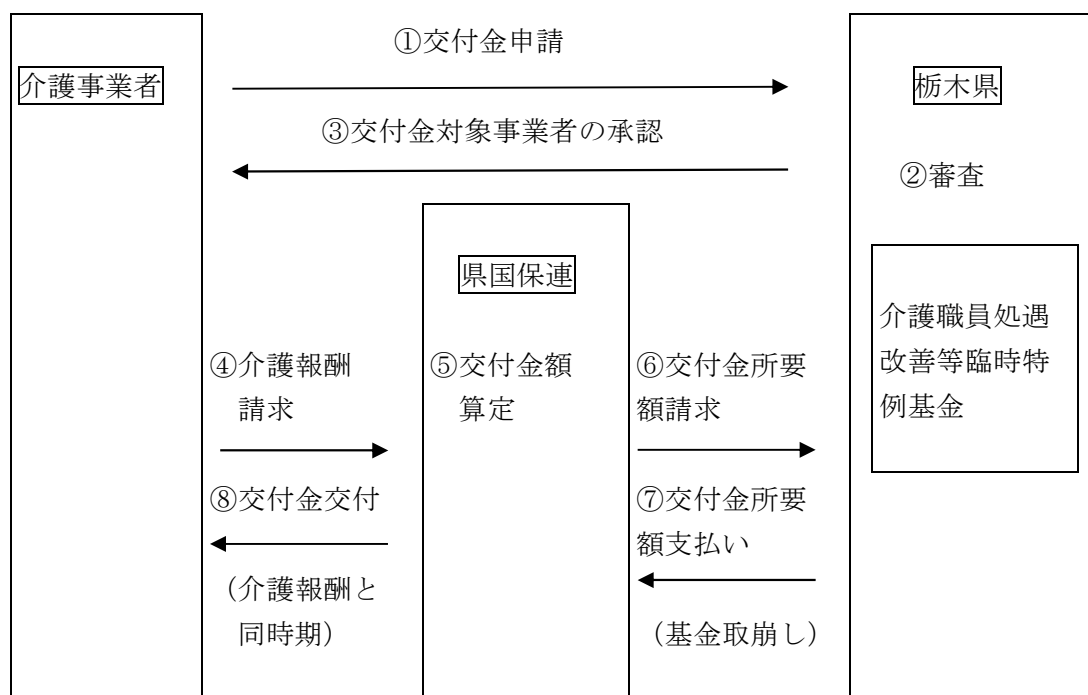 ①交付金申請
介護事業者
栃木県
③交付金対象事業者の承認
②審査
県国保連
介護職員処遇
改善等臨時特
例基金
④介護報酬
請求
⑤交付金額
算定
⑥交付金所要
額請求
⑧交付金交付
⑦交付金所要
額支払い
（介護報酬と
同時期）
（基金取崩し）